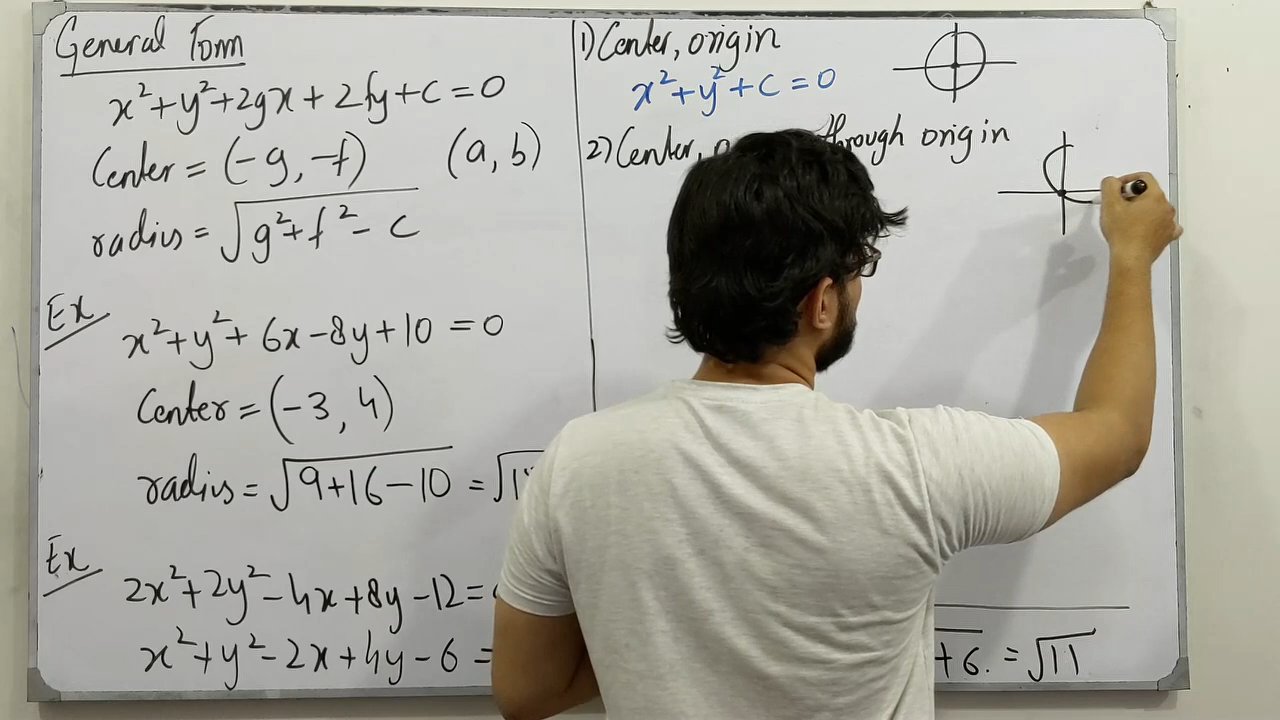 General Form
x²+y²+2gx+2fy+c=0
Center=(-g,-f) (a,b)
radius=√g²+f²-c
Ex
x²+y²+6x-8y+10=0
Center=(-3,4)
radius=√9+16-10=√1
Ex
2x²+2y²-4x+8y-12=
x²+y²-2x+4y-6=
1) Center, origin
x²+y²+c=0
2) Center, through origin
+6.=√11